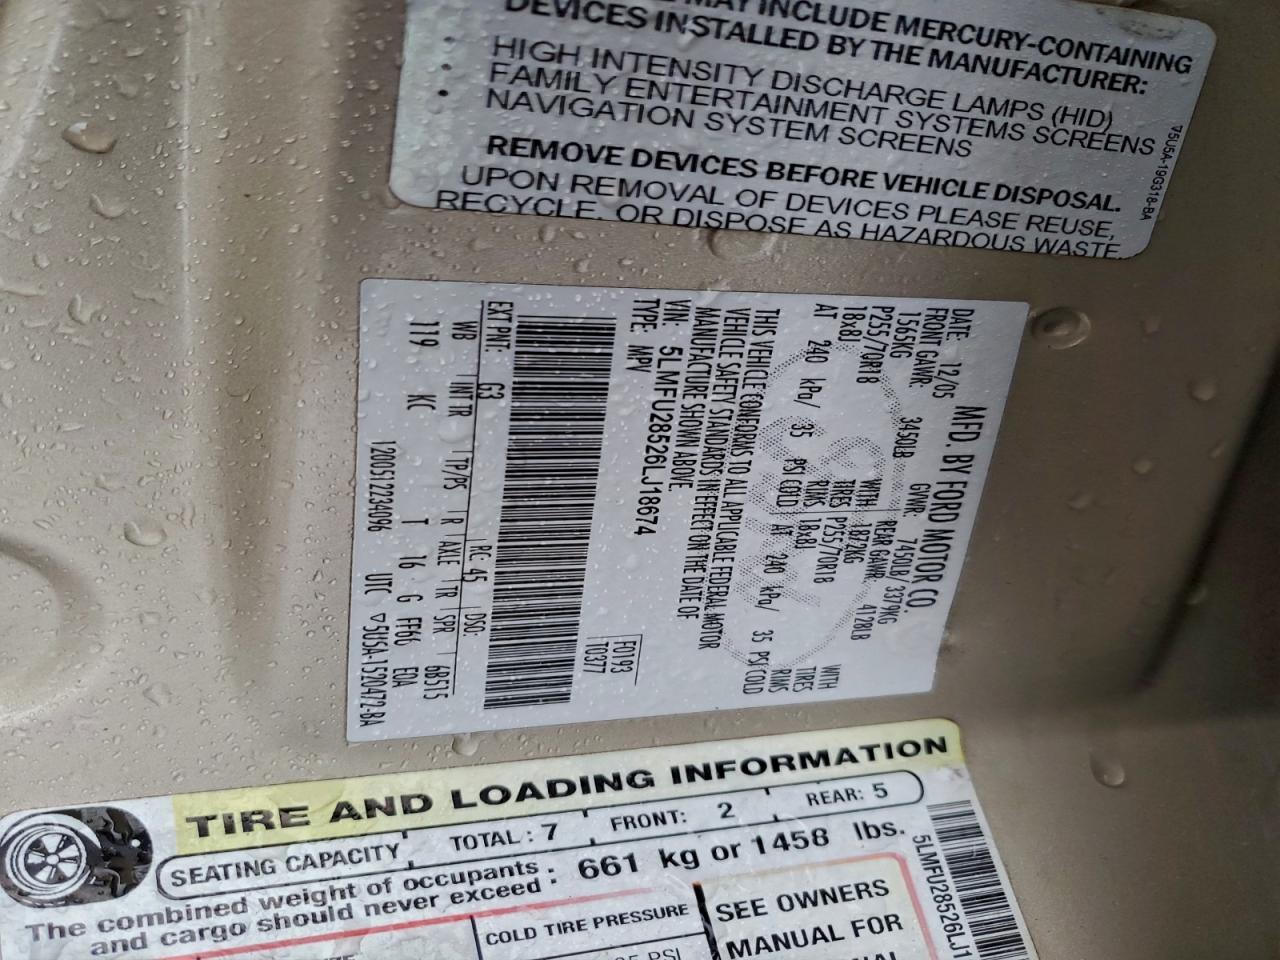 MAY INCLUDE MERCURY-CONTAINING
DEVICES INSTALLED BY THE MANUFACTURER:
• HIGH INTENSITY DISCHARGE LAMPS (HID)
• FAMILY ENTERTAINMENT SYSTEMS SCREENS
• NAVIGATION SYSTEM SCREENS
REMOVE DEVICES BEFORE VEHICLE DISPOSAL.
UPON REMOVAL OF DEVICES PLEASE REUSE,
RECYCLE, OR DISPOSE AS HAZARDOUS WASTE.
5U5A-19G318-BA
MFD. BY FORD MOTOR CO.
DATE: 12/05 GVWR: 7450LB/ 3379KG
FRONT GAWR: 3450LB REAR GAWR: 4128LB
1565KG WITH 1872KG WITH
P255/70R18 TIRES P255/70R18 TIRES
18x8J RIMS 18x8J RIMS
AT 240 kPa/ 35 PSI COLD AT 240 kPa/ 35 PSI COLD
THIS VEHICLE CONFORMS TO ALL APPLICABLE FEDERAL MOTOR
VEHICLE SAFETY STANDARDS IN EFFECT ON THE DATE OF
MANUFACTURE SHOWN ABOVE.
VIN: 5LMFU28526LJ18674
TYPE: MPV
F0193
T0377
EXT PNT: G3 RC: 45 DSO:
WB INT TR TP/PS R AXLE TR SPR 6B515
119 KC T 16 G FF66 EDA
1260512234096 UTC ▽5U5A-1520472-BA
TIRE AND LOADING INFORMATION
SEATING CAPACITY TOTAL : 7 FRONT: 2 REAR: 5
The combined weight of occupants
and cargo should never exceed : 661 kg or 1458 lbs.
COLD TIRE PRESSURE
PSI
SEE OWNERS
MANUAL FOR
5LMFU28526LJ1